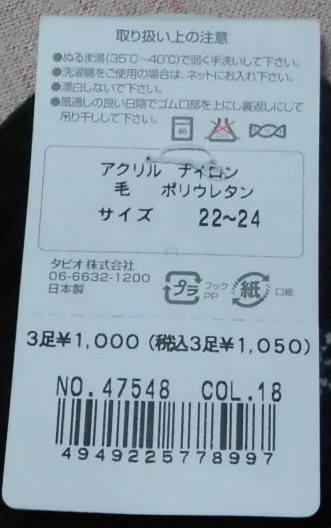 取り扱い上の注意
●ぬるま湯(35℃～40℃)で弱く手洗いして下さい。
●洗濯機をご使用の場合は、ネットにお入れ下さい。
●漂白しないで下さい。
●風通しの良い日陰でゴム口部を上にし裏返しにして
吊り干しして下さい。
40
アクリル ナイロン
毛 ポリウレタン
サイズ 22～24
タビオ株式会社
06-6632-1200
日本製
プラ フック PP 紙 口紙
3足¥1,000(税込3足¥1,050)
NO.47548 COL.18
4949225778997